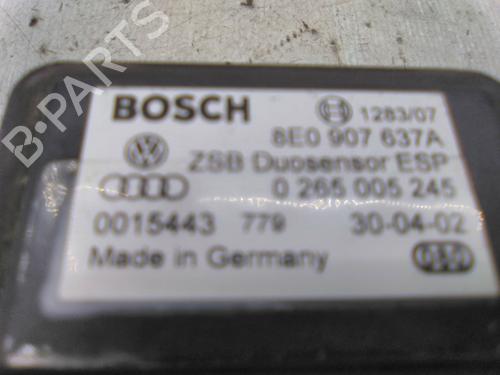 B-PARTS
BOSCH 1283/07
8E0 907 637A
ZSB Duosensor ESP
0 265 005 245
0015443 779 30-04-02
Made in Germany